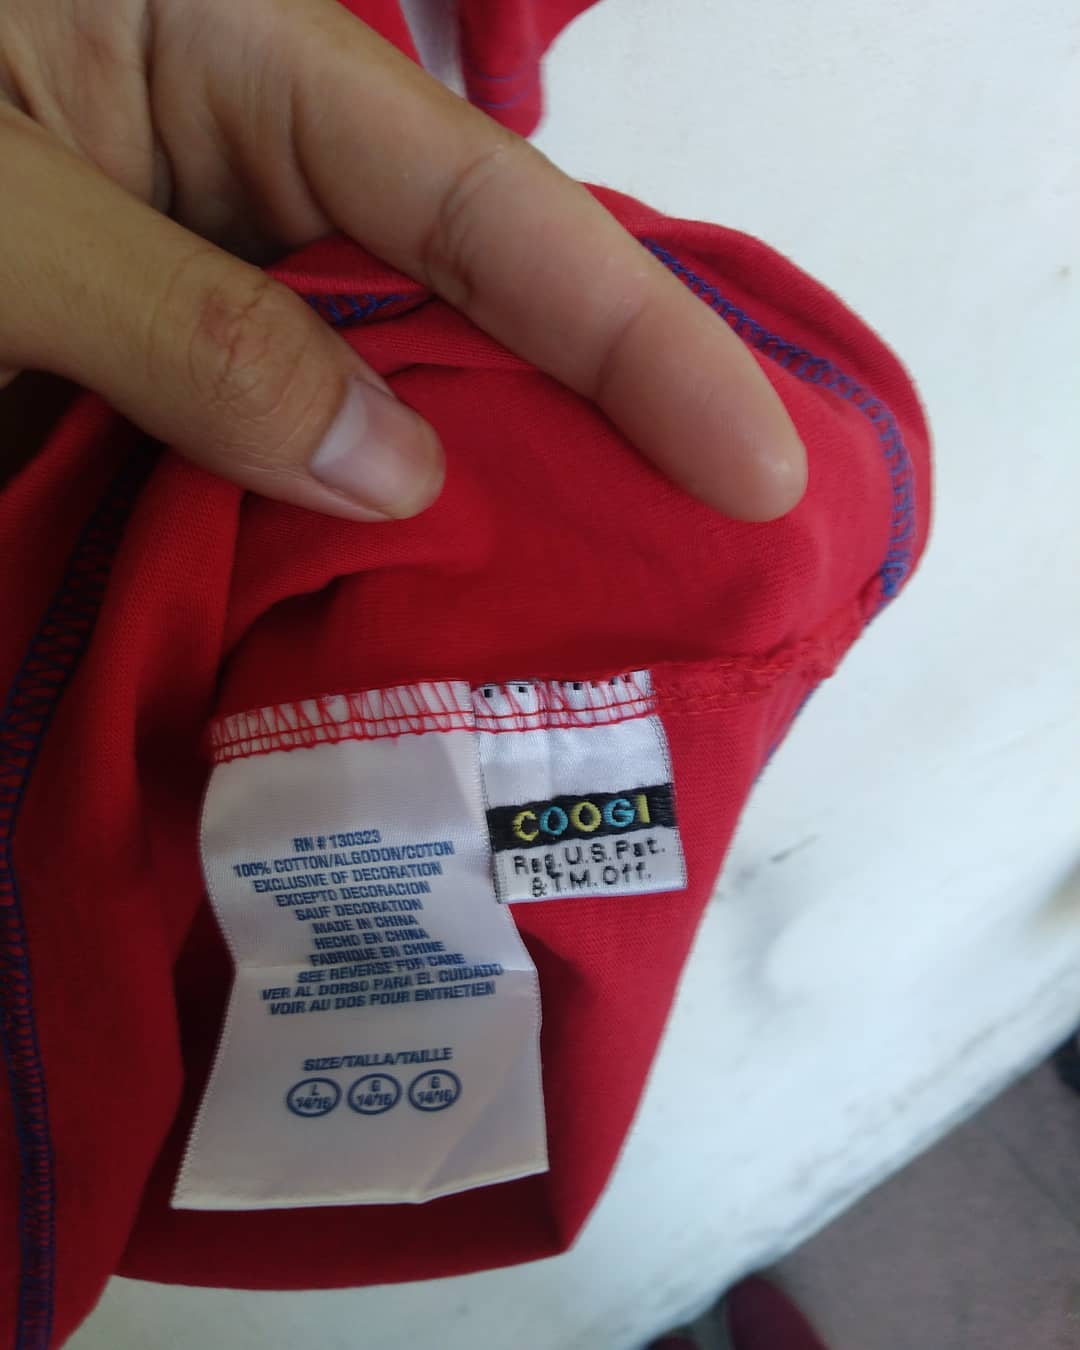 RN # 130323
100% COTTON/ALGODON/COTON
EXCLUSIVE OF DECORATION
EXCEPTO DECORACION
SAUF DECORATION
MADE IN CHINA
HECHO EN CHINA
FABRIQUE EN CHINE
SEE REVERSE FOR CARE
VER AL DORSO PARA EL CUIDADO
VOIR AU DOS POUR ENTRETIEN
SIZE/TALLA/TAILLE
L G G
14/16 14/16 14/16
COOGI
Reg. U.S. Pat.
& T.M. Off.